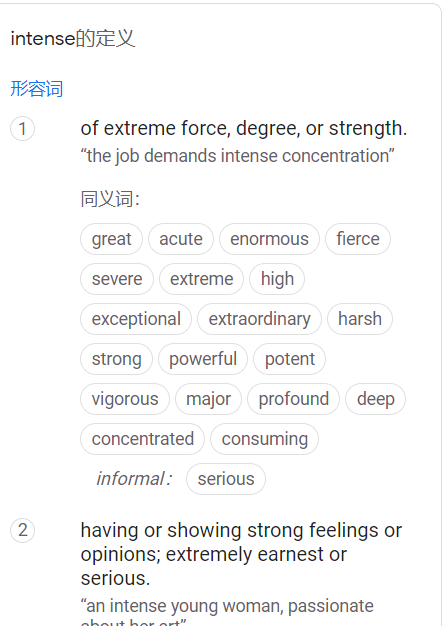 intense的定义
形容词
1
of extreme force, degree, or strength.
“the job demands intense concentration”
同义词：
great acute enormous fierce
severe extreme high
exceptional extraordinary harsh
strong powerful potent
vigorous major profound deep
concentrated consuming
informal： serious
2
having or showing strong feelings or
opinions; extremely earnest or
serious.
“an intense young woman, passionate
about her art”